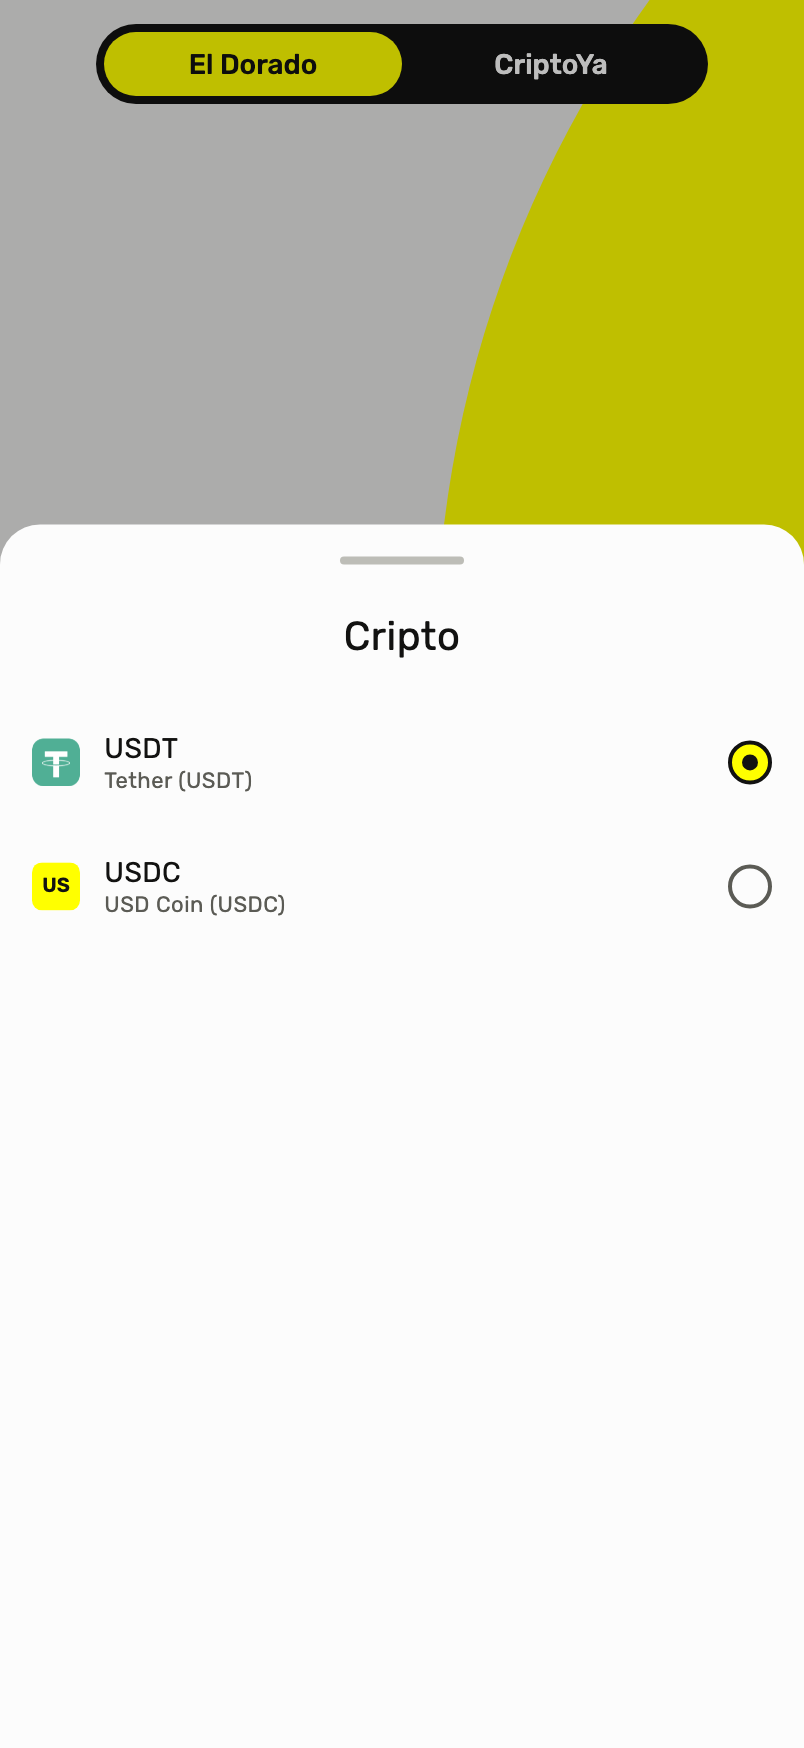 El Dorado
CriptoYa
Cripto
USDT
Tether (USDT)
US
USDC
USD Coin (USDC)